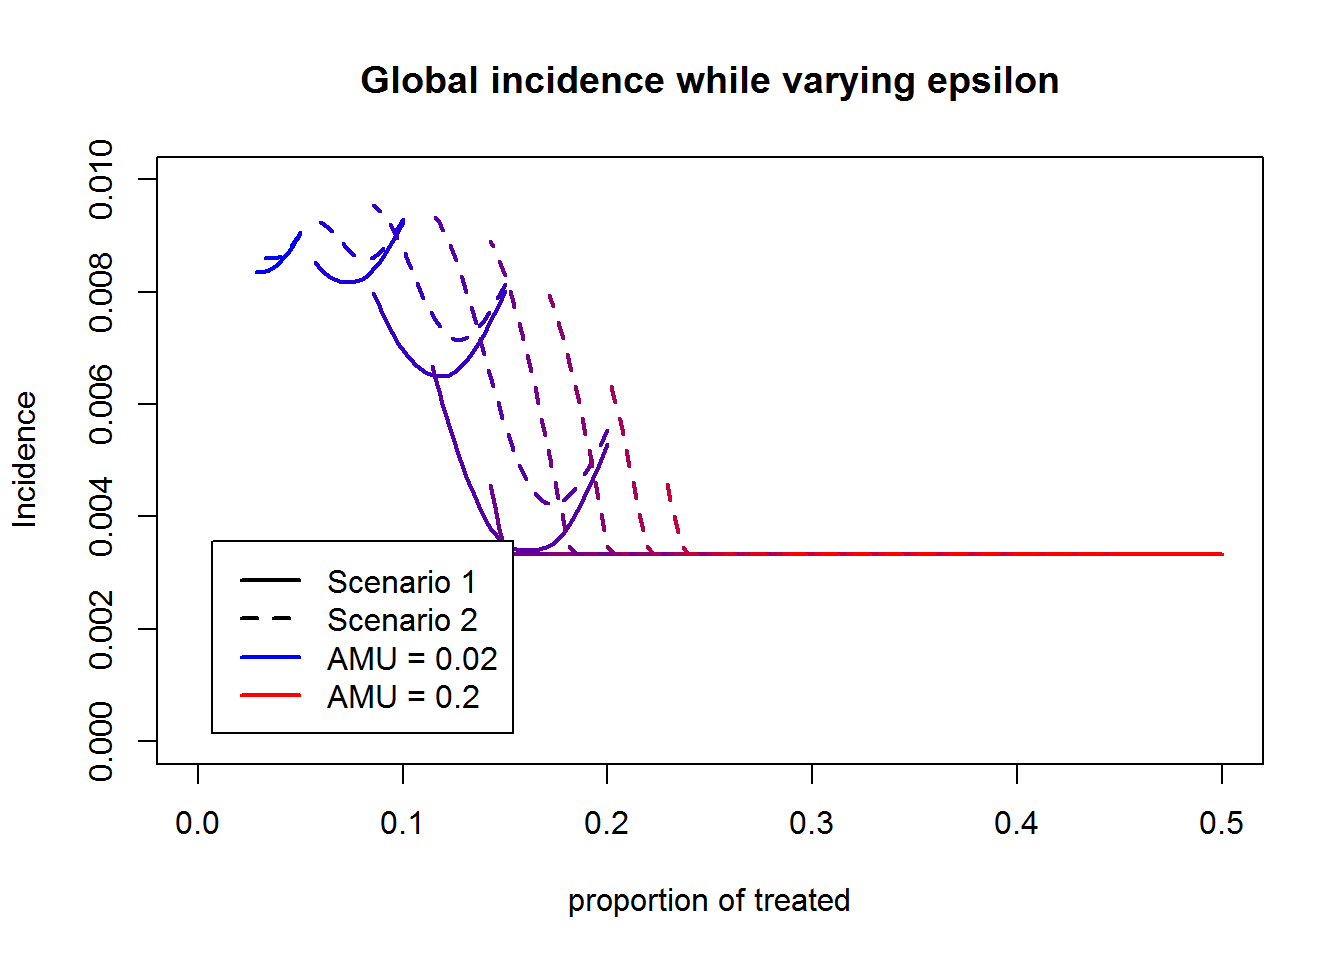 Global incidence while varying epsilon
Incidence
0.010
0.008
0.006
0.004
0.002
0.000
Scenario 1
Scenario 2
AMU = 0.02
AMU = 0.2
0.0 0.1 0.2 0.3 0.4 0.5
proportion of treated